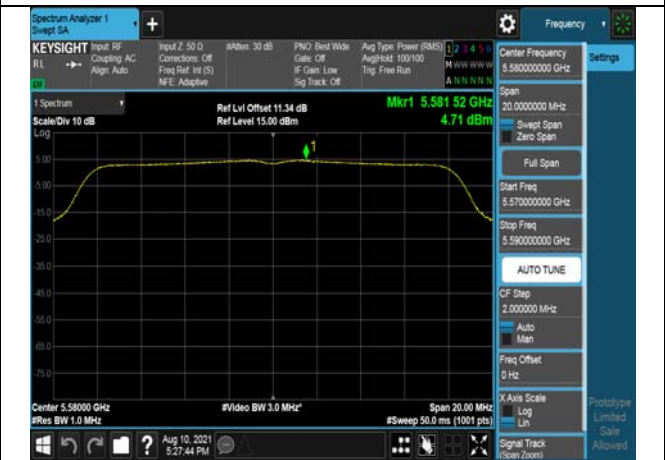 Spectrum Analyzer 1
Swept SA
+
Frequency
KEYSIGHT
RL
Input: RF
Coupling: AC
Align: Auto
Input Z: 50 Ω
Corrections: Off
Freq Ref: Int (S)
NFE: Adaptive
#Atten: 30 dB
PNO: Best Wide
Gate: Off
IF Gain: Low
Sig Track: Off
Avg Type: Power (RMS)
Avg|Hold: 100/100
Trig: Free Run
1 2 3 4 5 6
M W W W W W
A N N N N N
Center Frequency
5.580000000 GHz
Settings
1 Spectrum
Scale/Div 10 dB
Log
Ref Lvl Offset 11.34 dB
Ref Level 15.00 dBm
Mkr1 5.581 52 GHz
4.71 dBm
Span
20.0000000 MHz
Swept Span
Zero Span
Full Span
Start Freq
5.570000000 GHz
Stop Freq
5.590000000 GHz
AUTO TUNE
CF Step
2.000000 MHz
Auto
Man
Freq Offset
0 Hz
X Axis Scale
Log
Lin
Signal Track
(Span Zoom)
1
5.00
-5.00
-15.0
-25.0
-35.0
-45.0
-55.0
-65.0
-75.0
Center 5.58000 GHz
#Res BW 1.0 MHz
#Video BW 3.0 MHz*
Span 20.00 MHz
#Sweep 50.0 ms (1001 pts)
Prototype
Limited
Sale
Allowed
?
Aug 10, 2021
5:27:44 PM